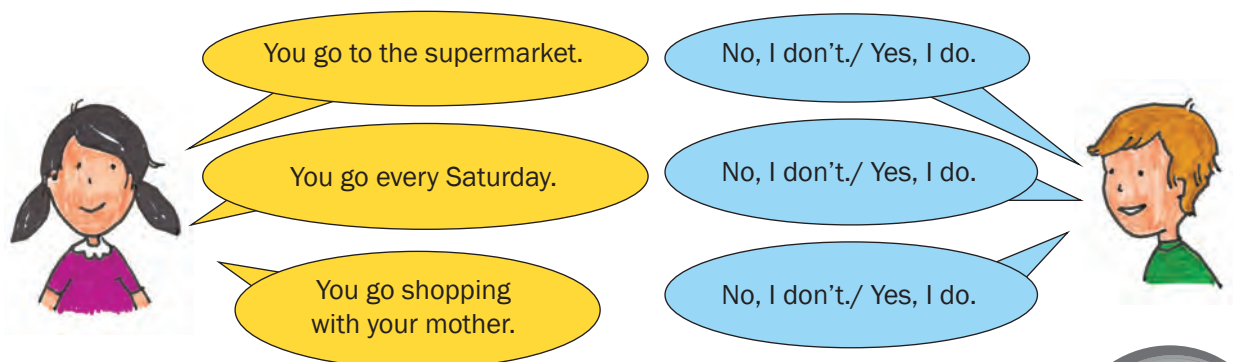 You go to the supermarket.
No, I don't./ Yes, I do.
You go every Saturday.
No, I don't./ Yes, I do.
You go shopping
with your mother.
No, I don't./ Yes, I do.